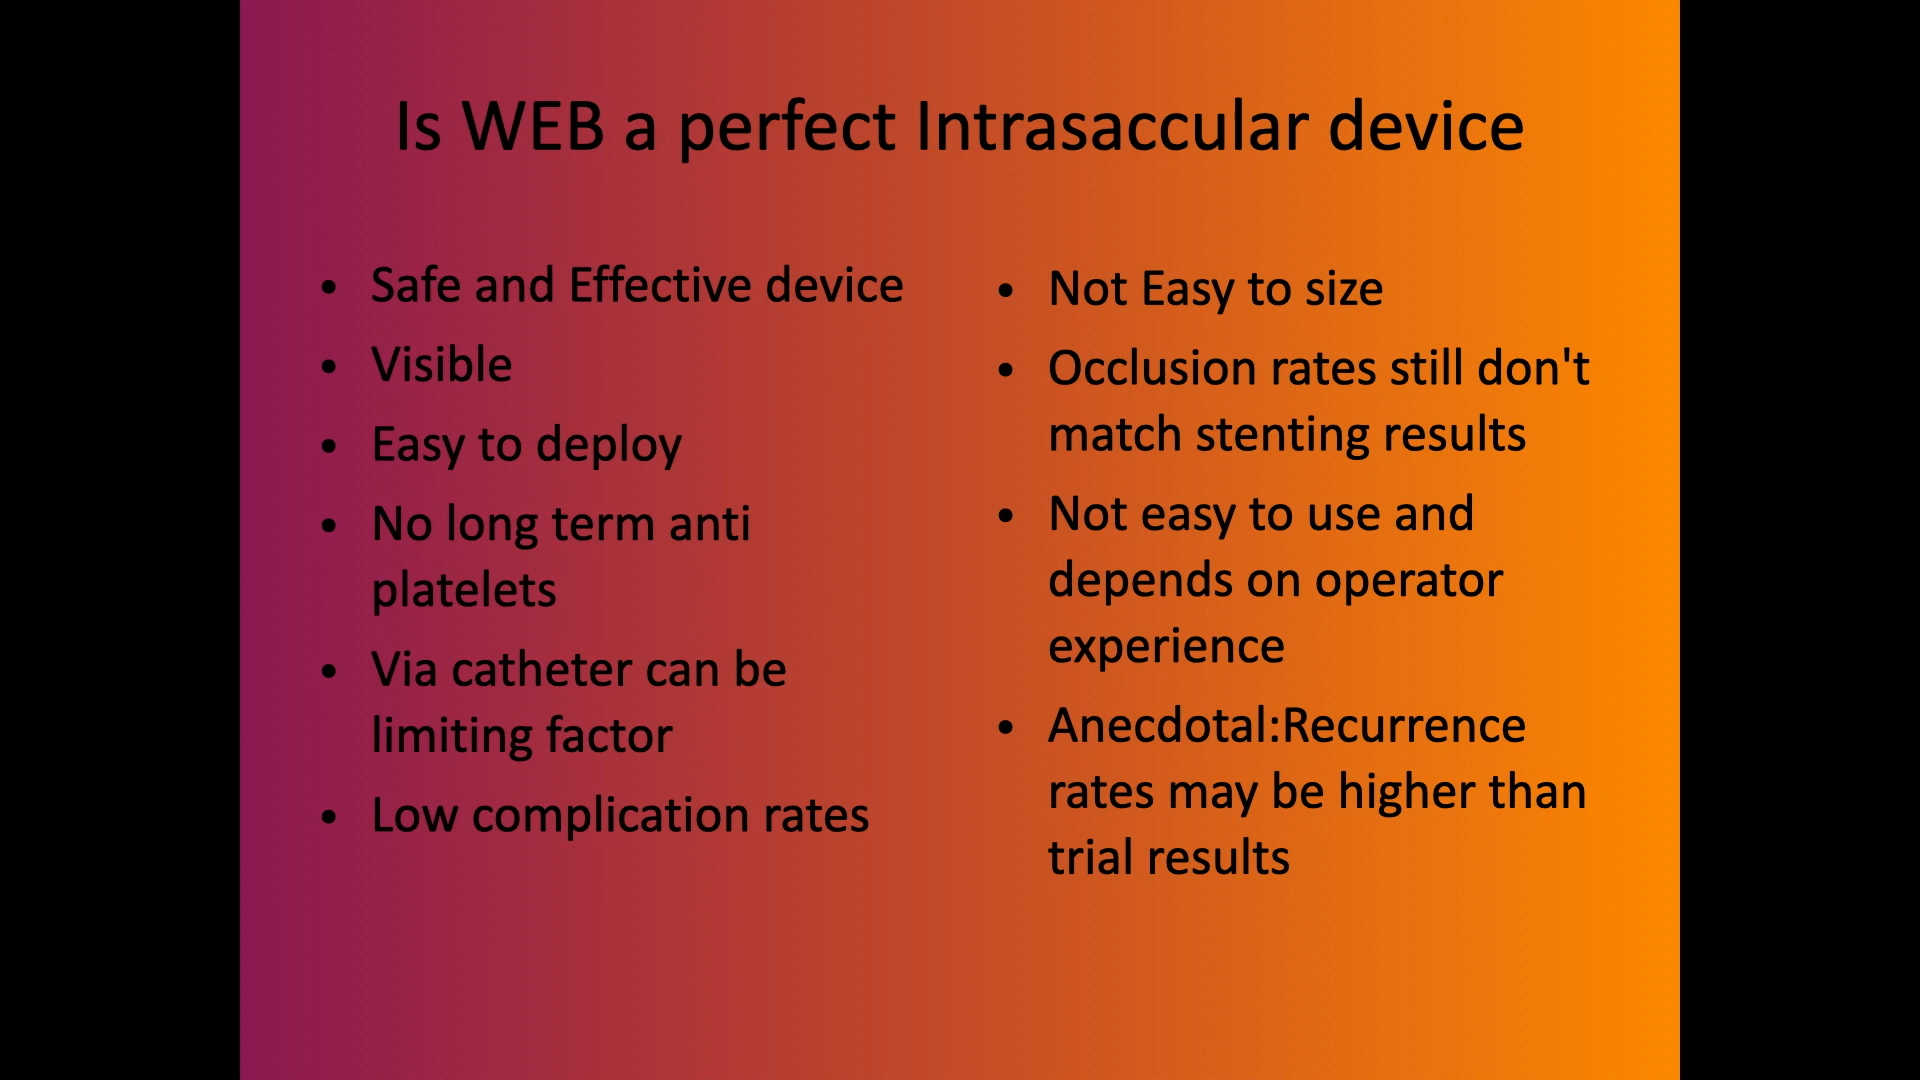 Is WEB a perfect Intrasaccular device
• Safe and Effective device
• Visible
• Easy to deploy
• No long term anti
platelets
• Via catheter can be
limiting factor
• Low complication rates
• Not Easy to size
• Occlusion rates still don't
match stenting results
• Not easy to use and
depends on operator
experience
• Anecdotal:Recurrence
rates may be higher than
trial results